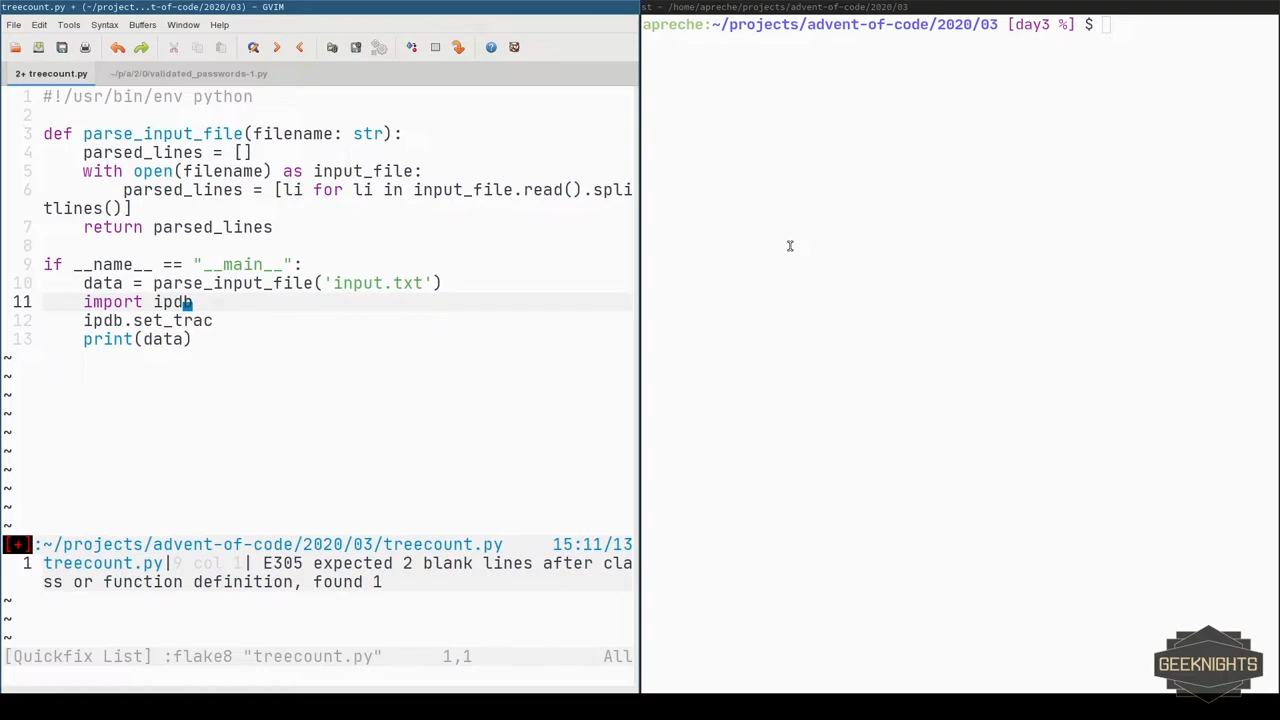 treecount.py + (~/project...t-of-code/2020/03) - GVIM
File Edit Tools Syntax Buffers Window Help
2+ treecount.py ~/p/a/2/0/validated_passwords-1.py
1 #!/usr/bin/env python
2
3 def parse_input_file(filename: str):
4 parsed_lines = []
5 with open(filename) as input_file:
6 parsed_lines = [li for li in input_file.read().spli
tlines()]
7 return parsed_lines
8
9 if __name__ == "__main__":
10 data = parse_input_file('input.txt')
11 import ipdb
12 ipdb.set_trac
13 print(data)
~
~
~
~
~
~
~
~
~
~
[+]:~/projects/advent-of-code/2020/03/treecount.py 15:11/13
1 treecount.py|9 col 1| E305 expected 2 blank lines after cla
ss or function definition, found 1
~
~
~
[Quickfix List] :flake8 "treecount.py" 1,1 All
st - /home/apreche/projects/advent-of-code/2020/03
apreche:~/projects/advent-of-code/2020/03 [day3 %] $
GEEKNIGHTS